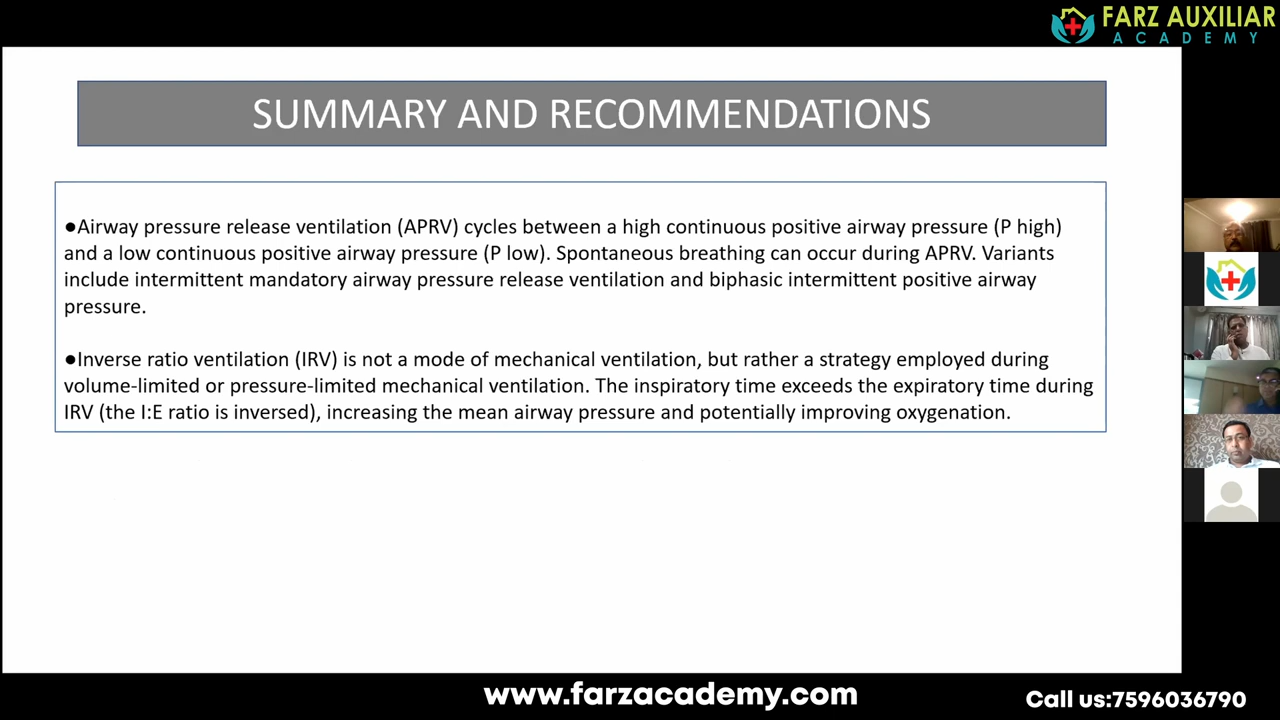 FARZ AUXILIAR
ACADEMY
SUMMARY AND RECOMMENDATIONS
●Airway pressure release ventilation (APRV) cycles between a high continuous positive airway pressure (P high)
and a low continuous positive airway pressure (P low). Spontaneous breathing can occur during APRV. Variants
include intermittent mandatory airway pressure release ventilation and biphasic intermittent positive airway
pressure.
●Inverse ratio ventilation (IRV) is not a mode of mechanical ventilation, but rather a strategy employed during
volume-limited or pressure-limited mechanical ventilation. The inspiratory time exceeds the expiratory time during
IRV (the I:E ratio is inversed), increasing the mean airway pressure and potentially improving oxygenation.
www.farzacademy.com
Call us:7596036790